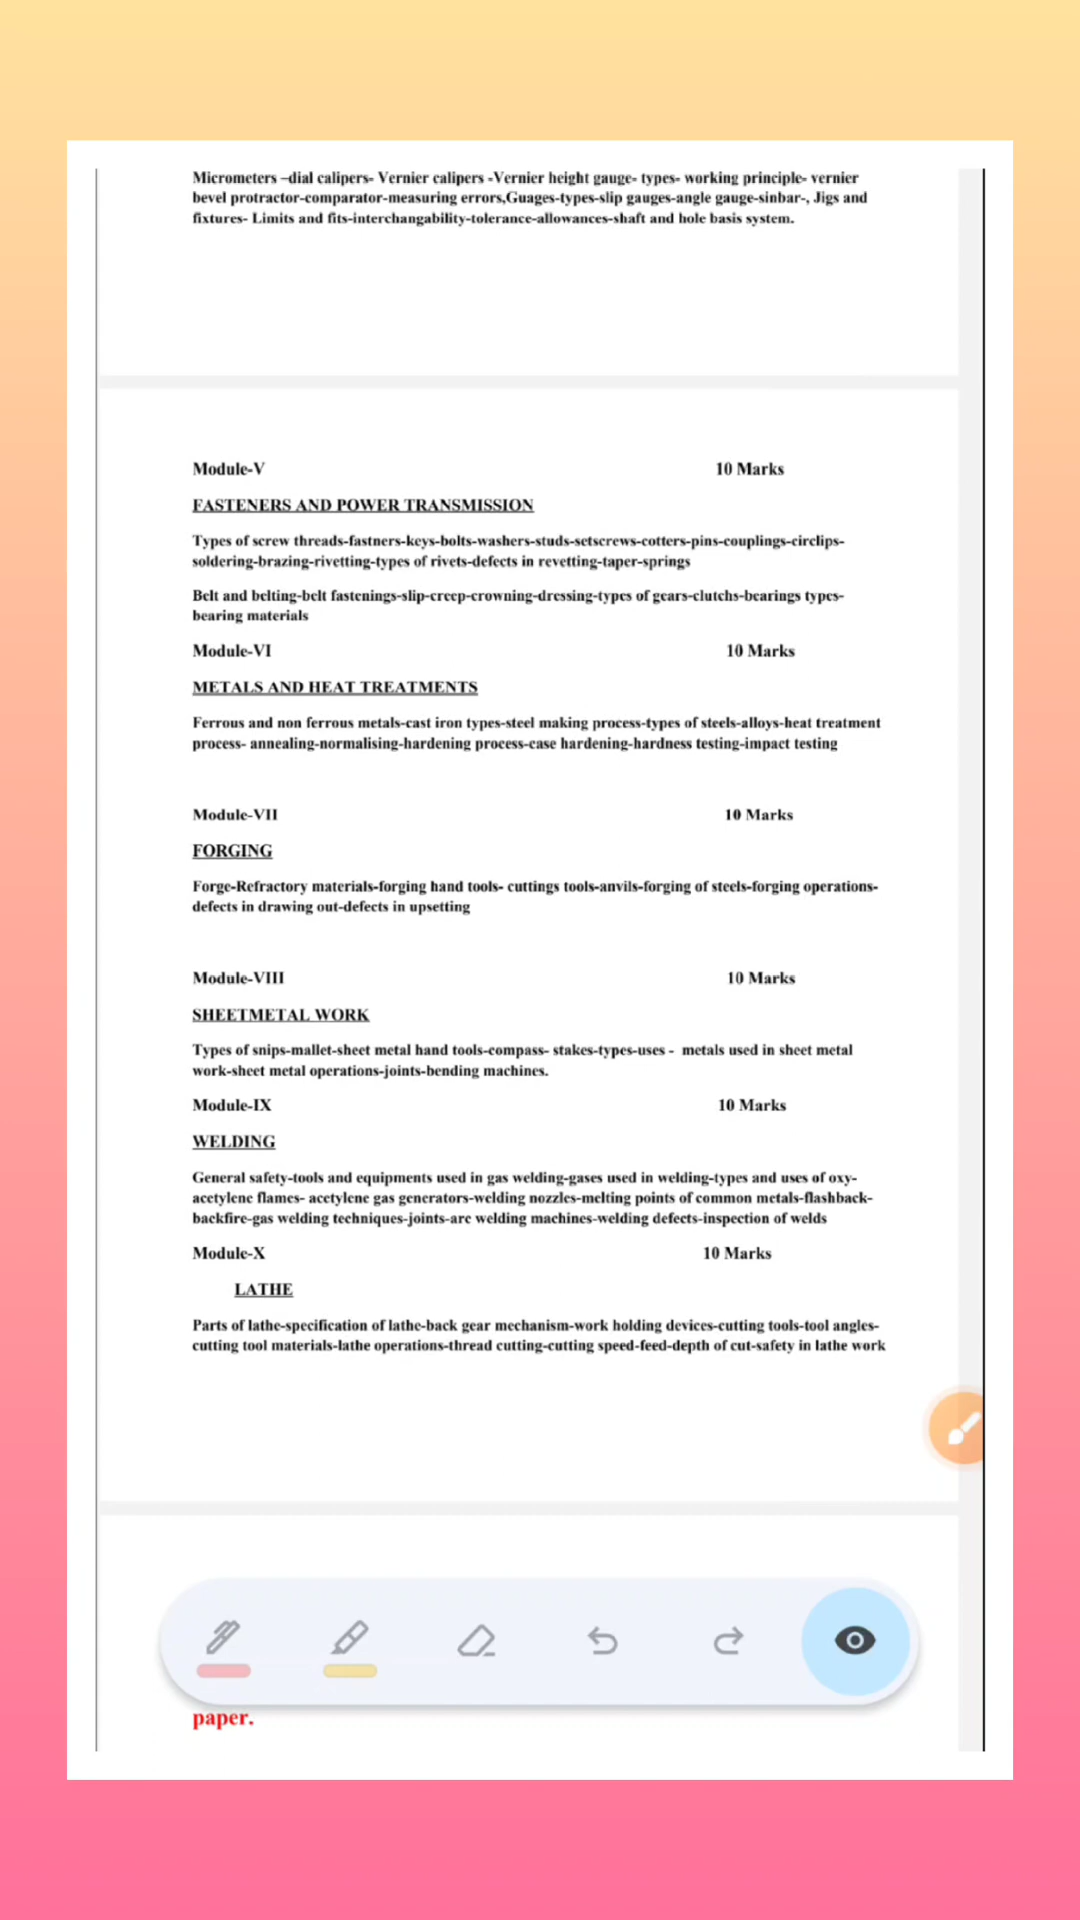 Micrometers –dial calipers- Vernier calipers -Vernier height gauge- types- working principle- vernier
bevel protractor-comparator-measuring errors,Guages-types-slip gauges-angle gauge-sinbar-, Jigs and
fixtures- Limits and fits-interchangability-tolerance-allowances-shaft and hole basis system.
Module-V 10 Marks
FASTENERS AND POWER TRANSMISSION
Types of screw threads-fastners-keys-bolts-washers-studs-setscrews-cotters-pins-couplings-circlips-
soldering-brazing-rivetting-types of rivets-defects in revetting-taper-springs
Belt and belting-belt fastenings-slip-creep-crowning-dressing-types of gears-clutchs-bearings types-
bearing materials
Module-VI 10 Marks
METALS AND HEAT TREATMENTS
Ferrous and non ferrous metals-cast iron types-steel making process-types of steels-alloys-heat treatment
process- annealing-normalising-hardening process-case hardening-hardness testing-impact testing
Module-VII 10 Marks
FORGING
Forge-Refractory materials-forging hand tools- cuttings tools-anvils-forging of steels-forging operations-
defects in drawing out-defects in upsetting
Module-VIII 10 Marks
SHEETMETAL WORK
Types of snips-mallet-sheet metal hand tools-compass- stakes-types-uses - metals used in sheet metal
work-sheet metal operations-joints-bending machines.
Module-IX 10 Marks
WELDING
General safety-tools and equipments used in gas welding-gases used in welding-types and uses of oxy-
acetylene flames- acetylene gas generators-welding nozzles-melting points of common metals-flashback-
backfire-gas welding techniques-joints-arc welding machines-welding defects-inspection of welds
Module-X 10 Marks
LATHE
Parts of lathe-specification of lathe-back gear mechanism-work holding devices-cutting tools-tool angles-
cutting tool materials-lathe operations-thread cutting-cutting speed-feed-depth of cut-safety in lathe work
paper.